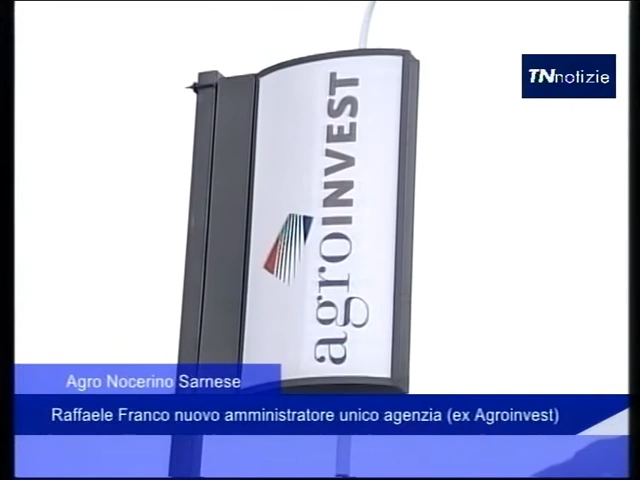 TNnotizie
agroINVEST
Agro Nocerino Sarnese
Raffaele Franco nuovo amministratore unico agenzia (ex Agroinvest)